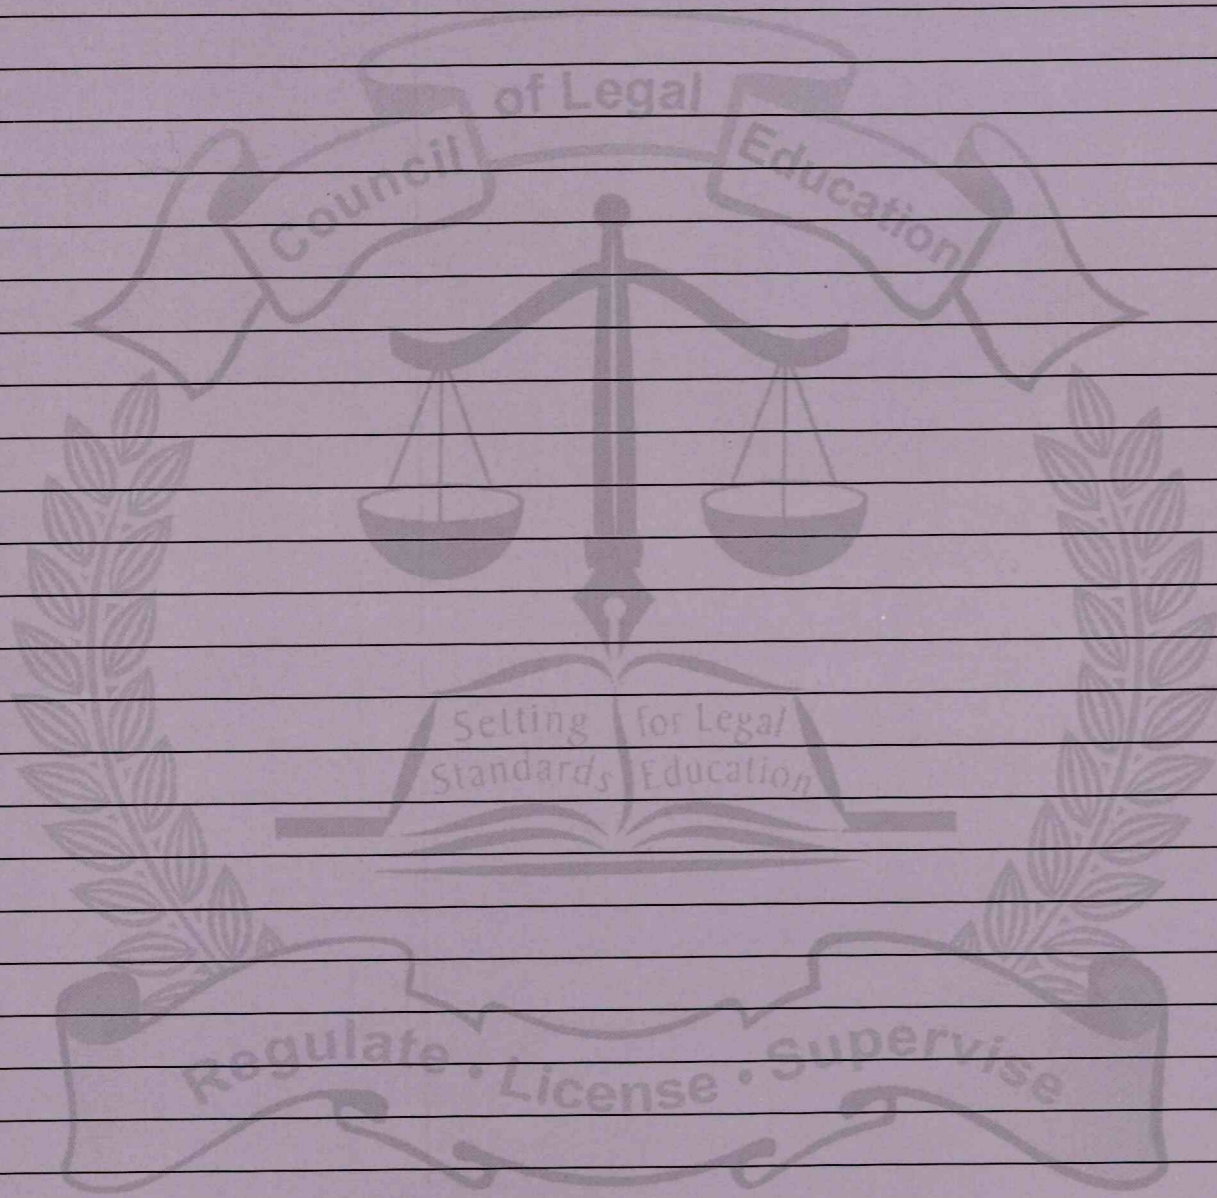 Council of Legal Education
Setting Standards for Legal Education
Regulate • License • Supervise